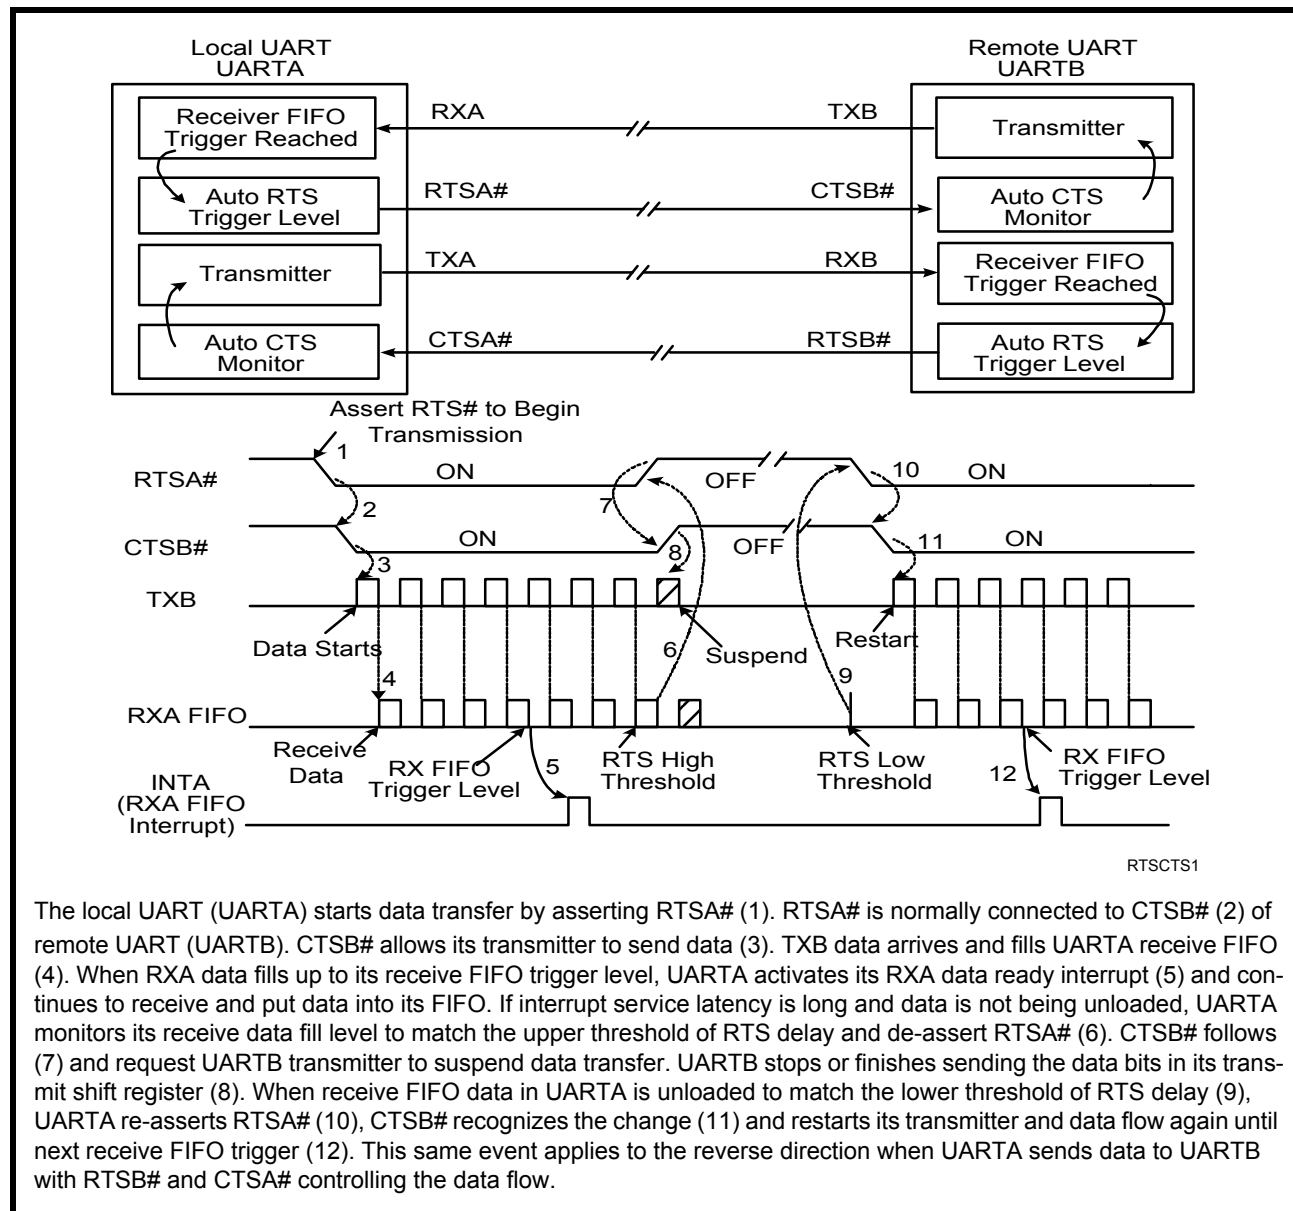 Local UART
UARTA
Remote UART
UARTB
Receiver FIFO
Trigger Reached
RXA
TXB
Transmitter
Auto RTS
Trigger Level
RTSA#
CTSB#
Auto CTS
Monitor
Transmitter
TXA
RXB
Receiver FIFO
Trigger Reached
Auto CTS
Monitor
CTSA#
RTSB#
Auto RTS
Trigger Level
Assert RTS# to Begin
Transmission
1
RTSA#
ON
OFF
10
ON
2
7
CTSB#
ON
OFF
11
ON
3
8
TXB
Data Starts
6
Suspend
Restart
4
9
RXA FIFO
Receive
Data
RX FIFO
Trigger Level
5
RTS High
Threshold
RTS Low
Threshold
12
RX FIFO
Trigger Level
INTA
(RXA FIFO
Interrupt)
RTSCTS1
The local UART (UARTA) starts data transfer by asserting RTSA# (1). RTSA# is normally connected to CTSB# (2) of
remote UART (UARTB). CTSB# allows its transmitter to send data (3). TXB data arrives and fills UARTA receive FIFO
(4). When RXA data fills up to its receive FIFO trigger level, UARTA activates its RXA data ready interrupt (5) and con-
tinues to receive and put data into its FIFO. If interrupt service latency is long and data is not being unloaded, UARTA
monitors its receive data fill level to match the upper threshold of RTS delay and de-assert RTSA# (6). CTSB# follows
(7) and request UARTB transmitter to suspend data transfer. UARTB stops or finishes sending the data bits in its trans-
mit shift register (8). When receive FIFO data in UARTA is unloaded to match the lower threshold of RTS delay (9),
UARTA re-asserts RTSA# (10), CTSB# recognizes the change (11) and restarts its transmitter and data flow again until
next receive FIFO trigger (12). This same event applies to the reverse direction when UARTA sends data to UARTB
with RTSB# and CTSA# controlling the data flow.